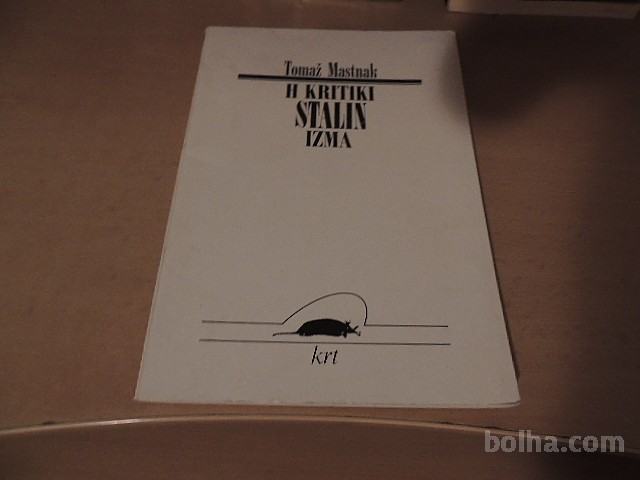 Tomaž Mastnak
H KRITIKI
STALIN
IZMA
krt
bolha.com